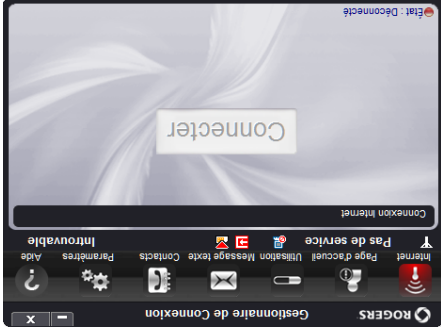 ROGERS Gestionnaire de Connexion
Internet Page d'accueil Utilisation Message texte Contacts Paramètres Aide
Pas de service Introuvable
Connexion Internet
Connecter
État : Déconnecté